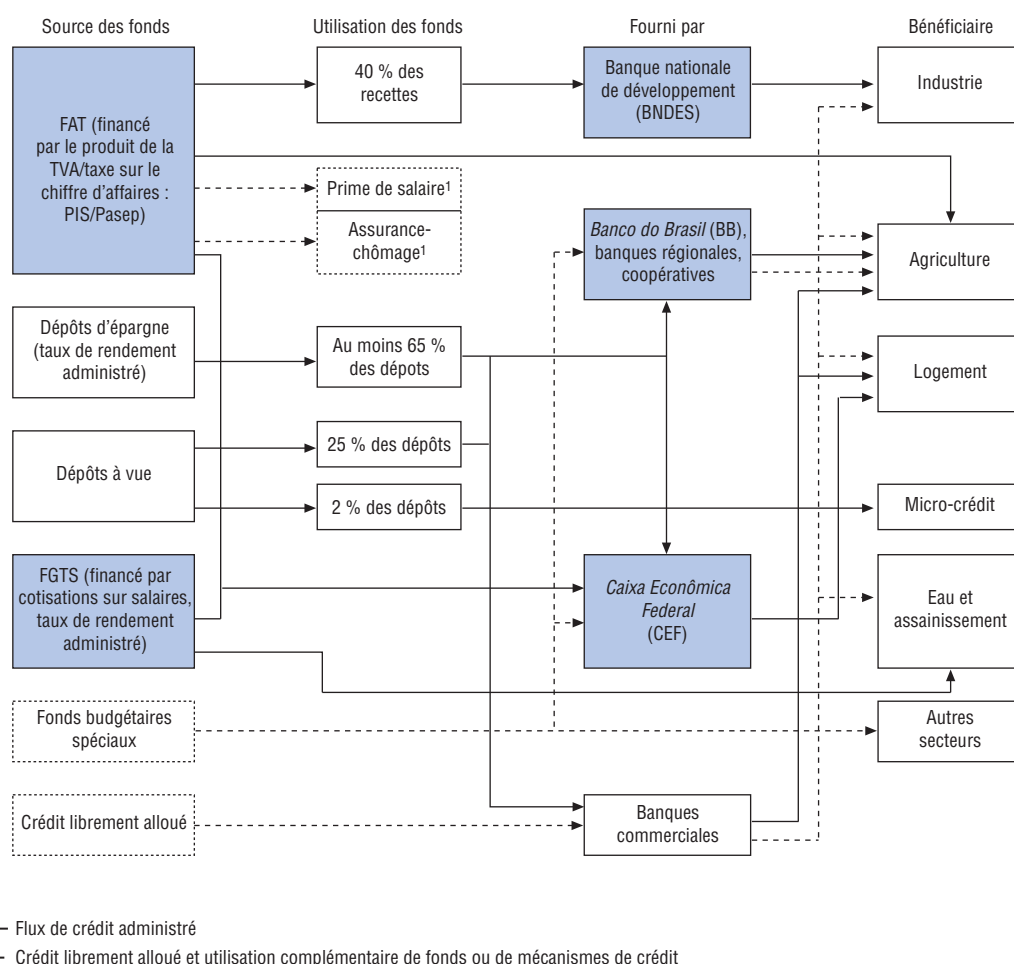 Source des fonds
Utilisation des fonds
Fourni par
Bénéficiaire
FAT (financé
par le produit de la
TVA/taxe sur le
chiffre d'affaires :
PIS/Pasep)
40 % des
recettes
Banque nationale
de développement
(BNDES)
Industrie
Prime de salaire¹
Assurance-
chômage¹
Banco do Brasil (BB),
banques régionales,
coopératives
Agriculture
Dépôts d'épargne
(taux de rendement
administré)
Au moins 65 %
des dépots
Logement
Dépôts à vue
25 % des dépôts
2 % des dépôts
Micro-crédit
FGTS (financé par
cotisations sur salaires,
taux de rendement
administré)
Caixa Econômica
Federal
(CEF)
Eau et
assainissement
Fonds budgétaires
spéciaux
Autres
secteurs
Crédit librement alloué
Banques
commerciales
Flux de crédit administré
Crédit librement alloué et utilisation complémentaire de fonds ou de mécanismes de crédit